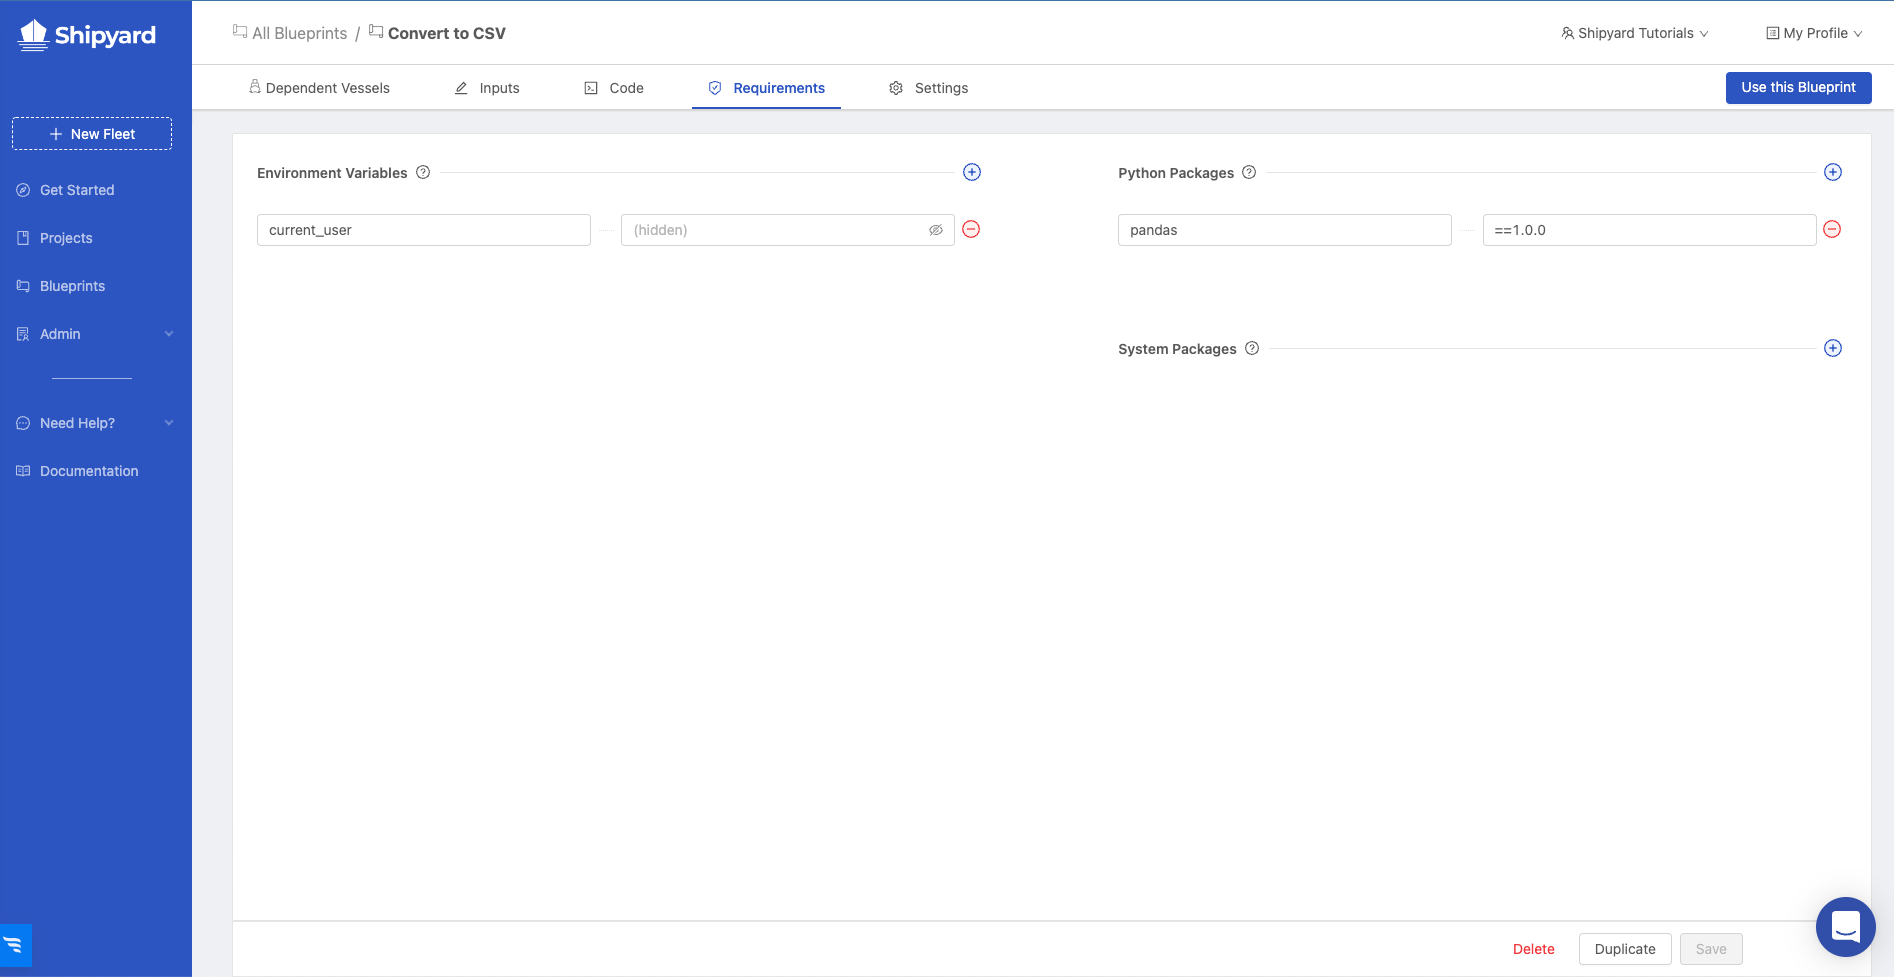 Shipyard
All Blueprints / Convert to CSV
Shipyard Tutorials
My Profile
Dependent Vessels
Inputs
Code
Requirements
Settings
Use this Blueprint
New Fleet
Get Started
Projects
Blueprints
Admin
Need Help?
Documentation
Environment Variables
current_user
(hidden)
Python Packages
pandas
==1.0.0
System Packages
Delete
Duplicate
Save